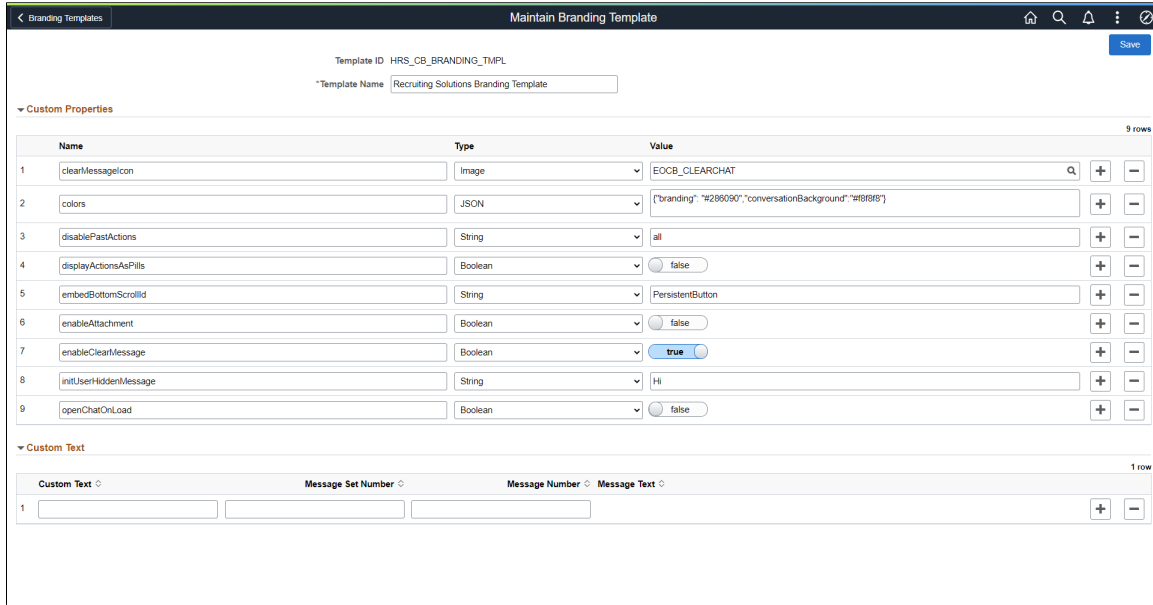 Branding Templates Maintain Branding Template
Save
Template ID HRS_CB_BRANDING_TMPL
*Template Name Recruiting Solutions Branding Template
Custom Properties
9 rows
Name Type Value
1 clearMessageIcon Image EOCB_CLEARCHAT
2 colors JSON {"branding": "#286090","conversationBackground":"#f8f8f8"}
3 disablePastActions String all
4 displayActionsAsPills Boolean false
5 embedBottomScrollId String PersistentButton
6 enableAttachment Boolean false
7 enableClearMessage Boolean true
8 initUserHiddenMessage String Hi
9 openChatOnLoad Boolean false
Custom Text
1 row
Custom Text Message Set Number Message Number Message Text
1